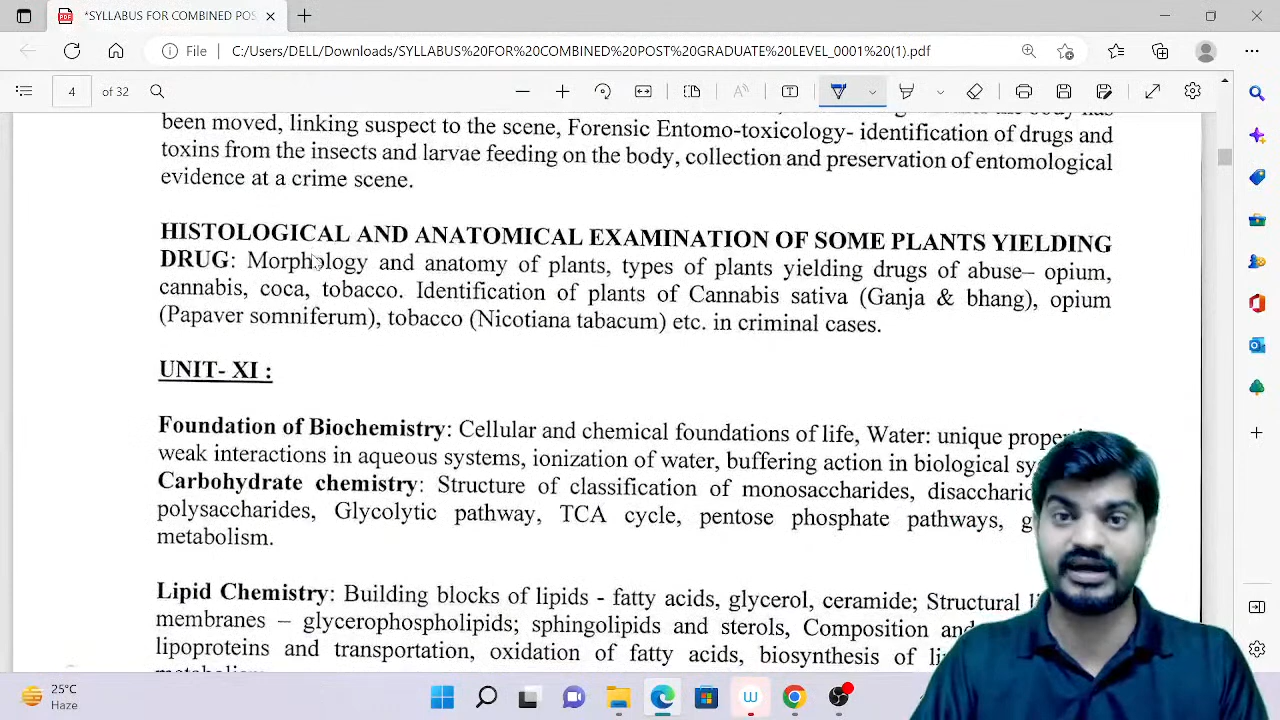 *SYLLABUS FOR COMBINED POS
File
C:/Users/DELL/Downloads/SYLLABUS%20FOR%20COMBINED%20POST%20GRADUATE%20LEVEL_0001%20(1).pdf
4 of 32
been moved, linking suspect to the scene, Forensic Entomo-toxicology- identification of drugs and
toxins from the insects and larvae feeding on the body, collection and preservation of entomological
evidence at a crime scene.
HISTOLOGICAL AND ANATOMICAL EXAMINATION OF SOME PLANTS YIELDING
DRUG: Morphology and anatomy of plants, types of plants yielding drugs of abuse– opium,
cannabis, coca, tobacco. Identification of plants of Cannabis sativa (Ganja & bhang), opium
(Papaver somniferum), tobacco (Nicotiana tabacum) etc. in criminal cases.
UNIT- XI :
Foundation of Biochemistry: Cellular and chemical foundations of life, Water: unique
weak interactions in aqueous systems, ionization of water, buffering action in biological
Carbohydrate chemistry: Structure of classification of monosaccharides,
polysaccharides, Glycolytic pathway, TCA cycle, pentose phosphate pathways,
metabolism.
Lipid Chemistry: Building blocks of lipids - fatty acids, glycerol, ceramide; Structural
membranes – glycerophospholipids; sphingolipids and sterols, Composition
lipoproteins and transportation, oxidation of fatty acids, biosynthesis of
25°C
Haze